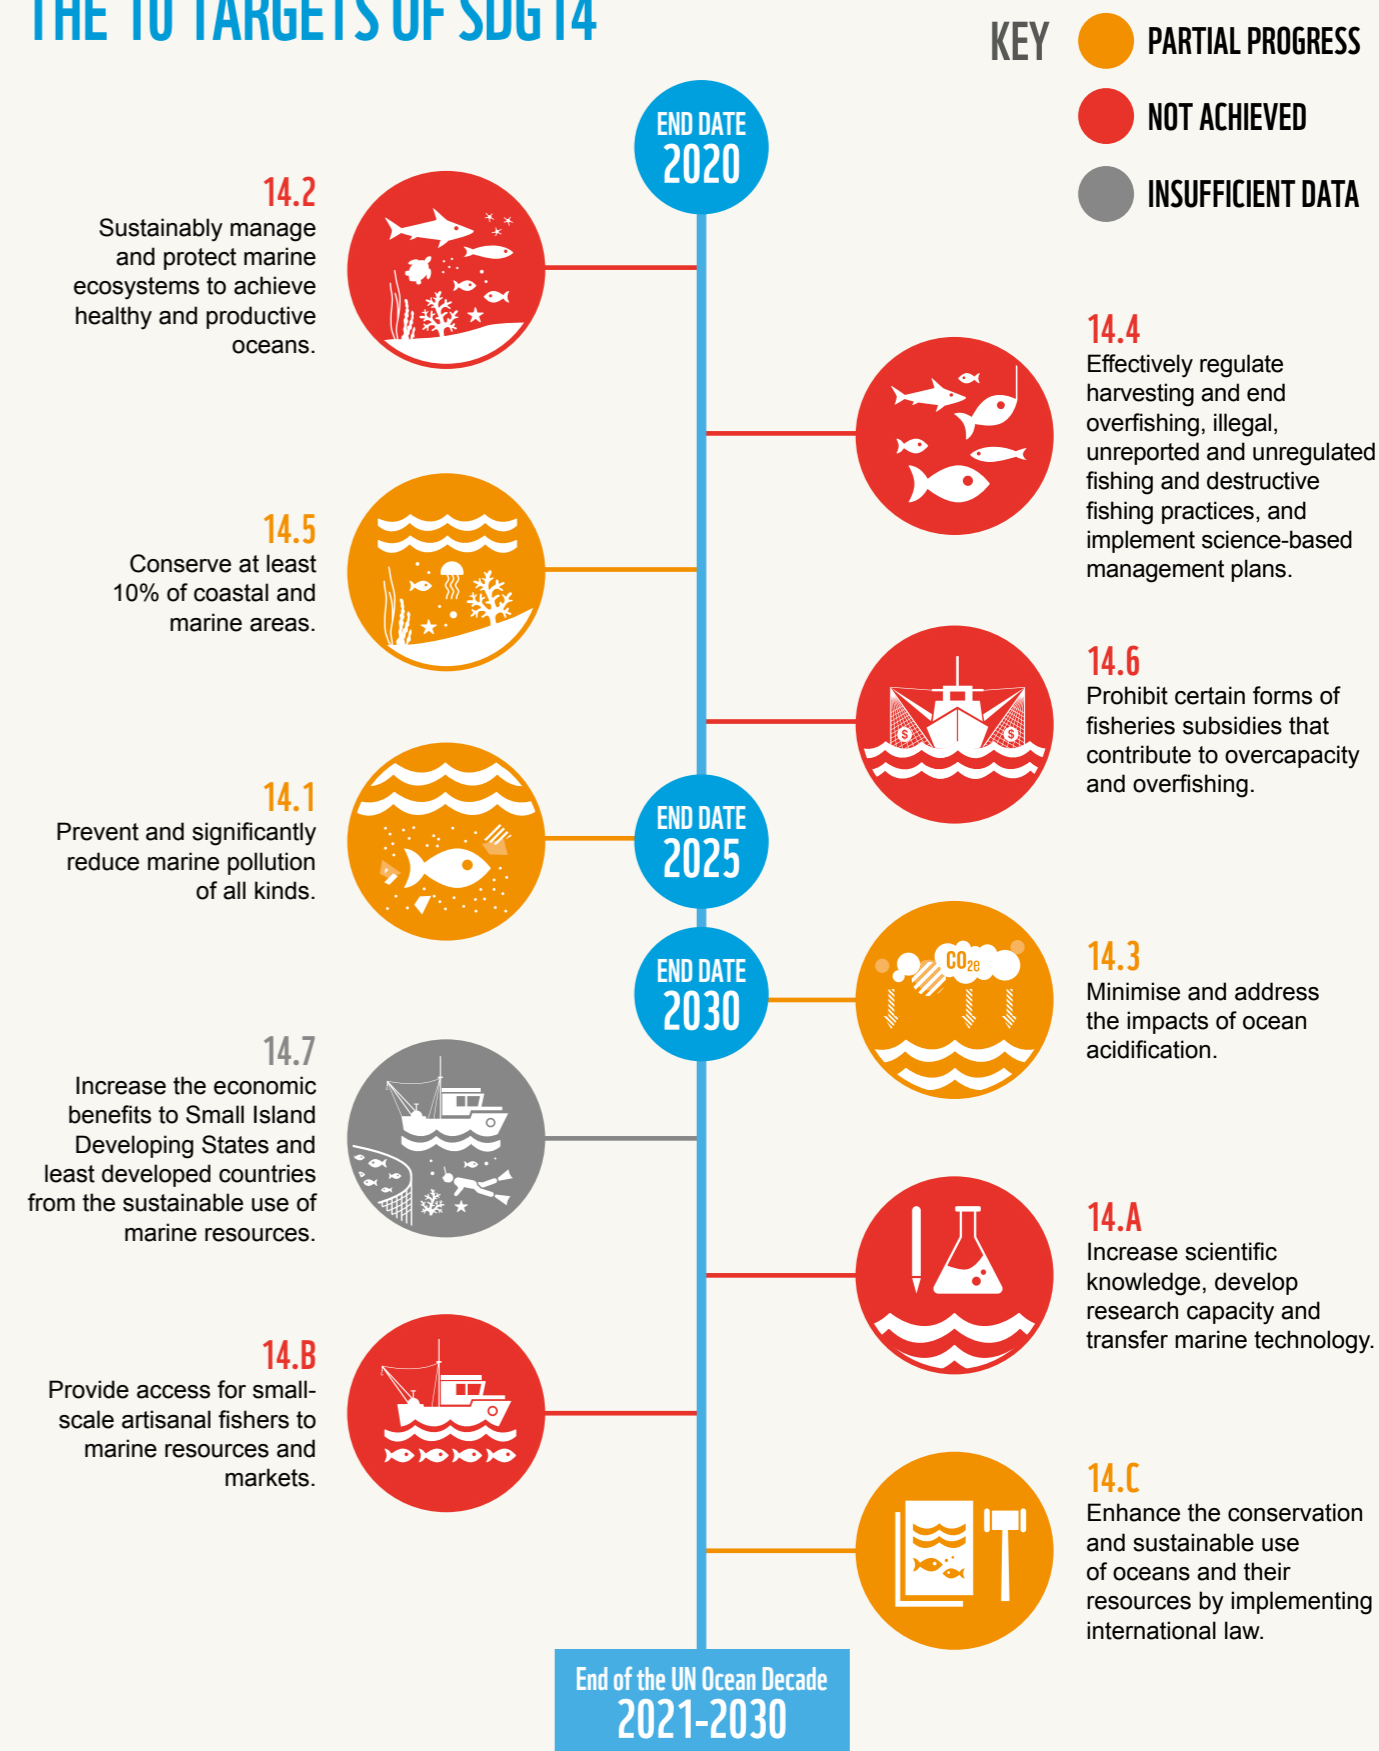 THE 10 TARGETS OF SDG14
KEY
PARTIAL PROGRESS
NOT ACHIEVED
INSUFFICIENT DATA
END DATE
2020
14.2
Sustainably manage
and protect marine
ecosystems to achieve
healthy and productive
oceans.
14.4
Effectively regulate
harvesting and end
overfishing, illegal,
unreported and unregulated
fishing and destructive
fishing practices, and
implement science-based
management plans.
14.5
Conserve at least
10% of coastal and
marine areas.
14.6
Prohibit certain forms of
fisheries subsidies that
contribute to overcapacity
and overfishing.
$
$
14.1
Prevent and significantly
reduce marine pollution
of all kinds.
END DATE
2025
END DATE
2030
CO2e
14.3
Minimise and address
the impacts of ocean
acidification.
14.7
Increase the economic
benefits to Small Island
Developing States and
least developed countries
from the sustainable use of
marine resources.
14.A
Increase scientific
knowledge, develop
research capacity and
transfer marine technology.
14.B
Provide access for small-
scale artisanal fishers to
marine resources and
markets.
14.C
Enhance the conservation
and sustainable use
of oceans and their
resources by implementing
international law.
End of the UN Ocean Decade
2021-2030